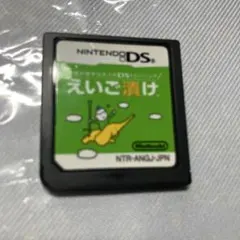 NINTENDO DS
えいご漬け
Nintendo
NTR-ANGJ-JPN